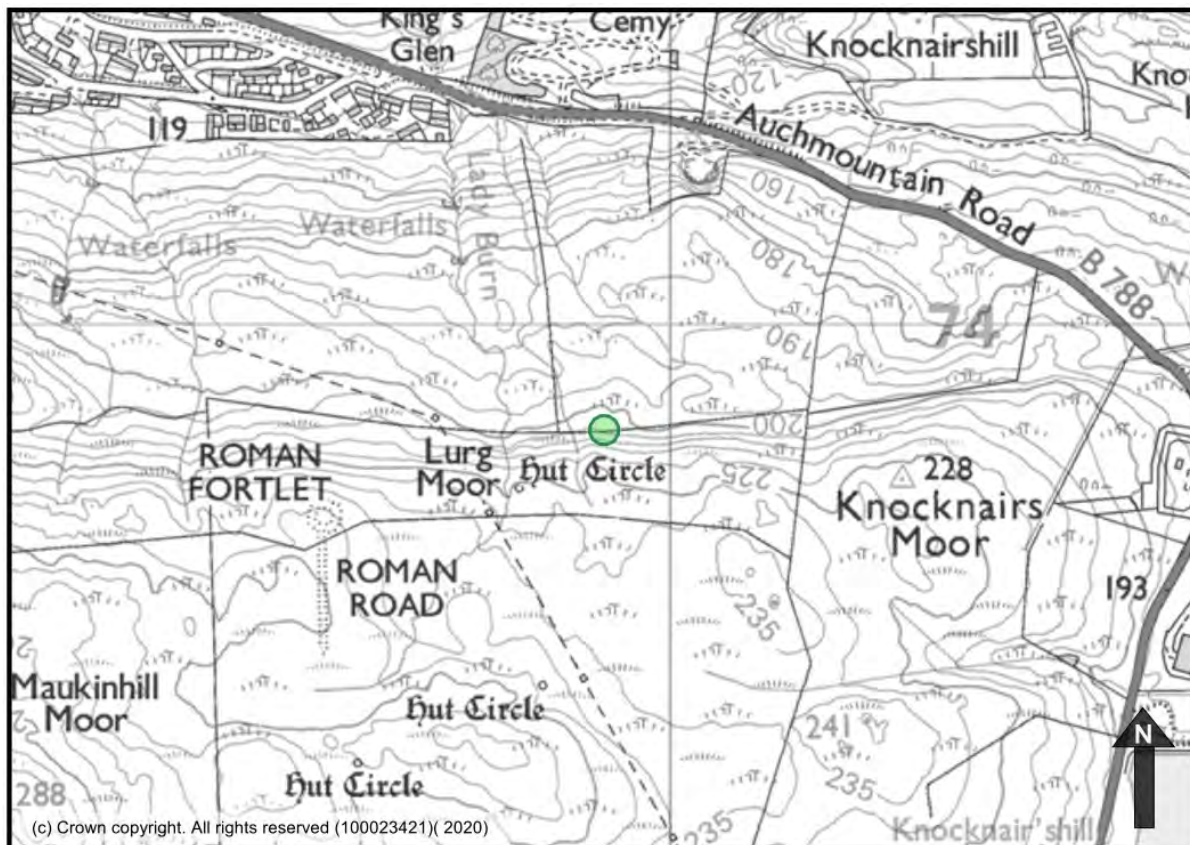 King's
Glen
Cemy
Knocknairshill
120
119
Auchmountain Road
Lady Burn
160
Waterfalls
Waterfalls
180
B 788
74
190
200
ROMAN
FORTLET
Lurg
Moor
Hut Circle
225
228
Knocknairs
Moor
ROMAN
ROAD
235
193
Maukinhill
Moor
Hut Circle
241
N
Hut Circle
288
235
235
Knocknair'shill
(c) Crown copyright. All rights reserved (100023421)( 2020)